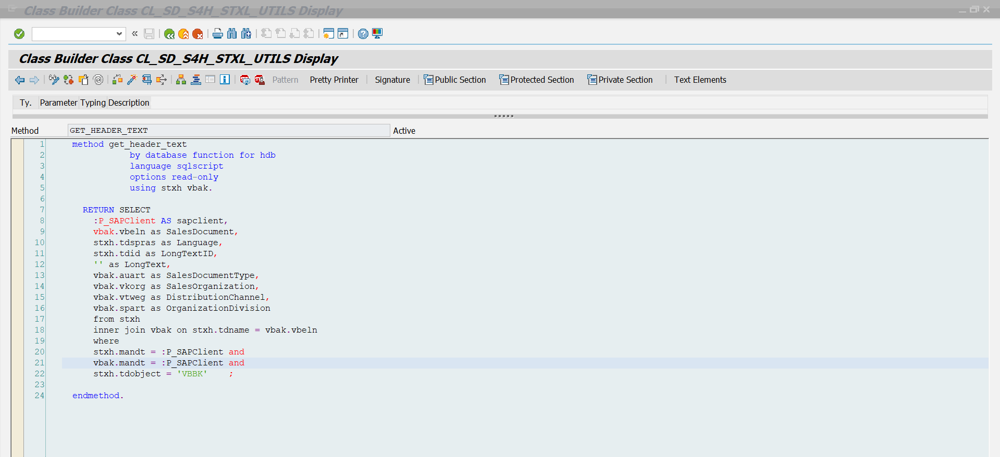 Class Builder Class CL_SD_S4H_STXL_UTILS Display
Class Builder Class CL_SD_S4H_STXL_UTILS Display
Pattern Pretty Printer Signature Public Section Protected Section Private Section Text Elements
Ty. Parameter Typing Description
Method GET_HEADER_TEXT Active
1 method get_header_text
2 by database function for hdb
3 language sqlscript
4 options read-only
5 using stxh vbak.
6
7 RETURN SELECT
8 :P_SAPClient AS sapclient,
9 vbak.vbeln as SalesDocument,
10 stxh.tdspras as Language,
11 stxh.tdid as LongTextID,
12 '' as LongText,
13 vbak.auart as SalesDocumentType,
14 vbak.vkorg as SalesOrganization,
15 vbak.vtweg as DistributionChannel,
16 vbak.spart as OrganizationDivision
17 from stxh
18 inner join vbak on stxh.tdname = vbak.vbeln
19 where
20 stxh.mandt = :P_SAPClient and
21 vbak.mandt = :P_SAPClient and
22 stxh.tdobject = 'VBBK' ;
23
24 endmethod.